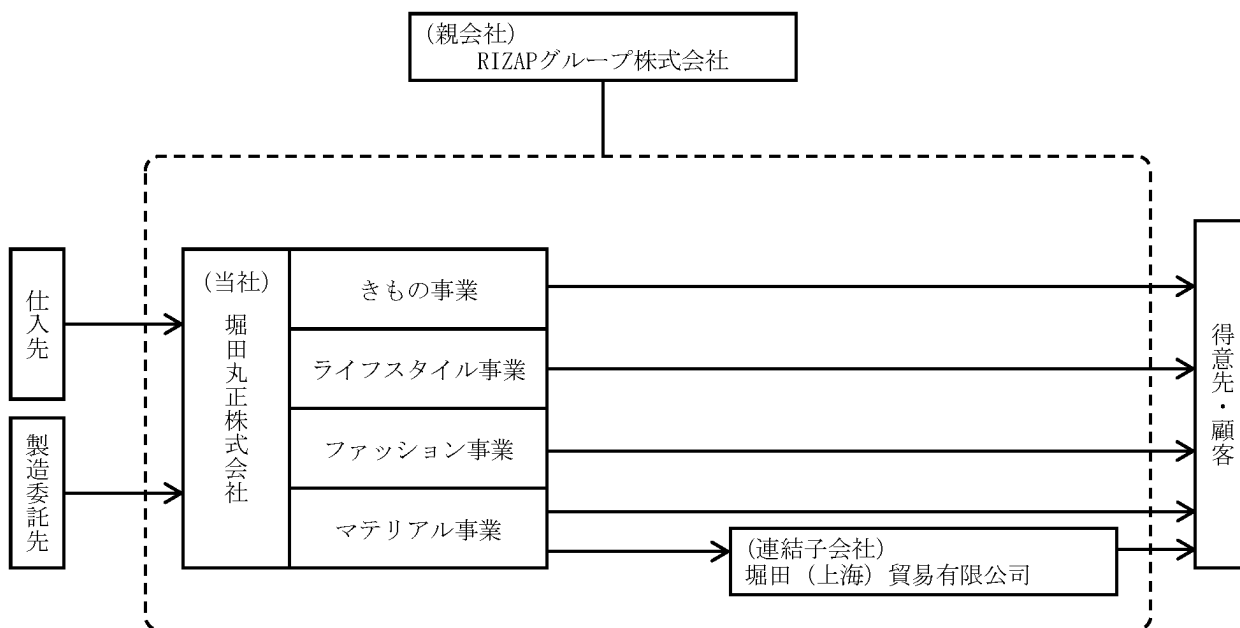 (親会社)
RIZAPグループ株式会社
仕入先
製造委託先
(当社)
堀田丸正株式会社
きもの事業
ライフスタイル事業
ファッション事業
マテリアル事業
(連結子会社)
堀田（上海）貿易有限公司
得意先・顧客